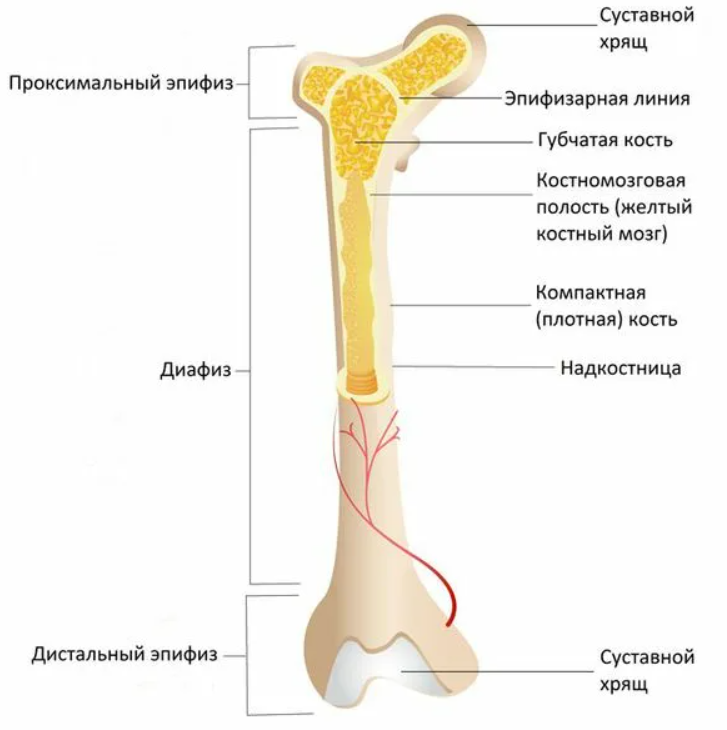 Суставной
хрящ
Проксимальный эпифиз
Эпифизарная линия
Губчатая кость
Костномозговая
полость (желтый
костный мозг)
Компактная
(плотная) кость
Диафиз
Надкостница
Дистальный эпифиз
Суставной
хрящ